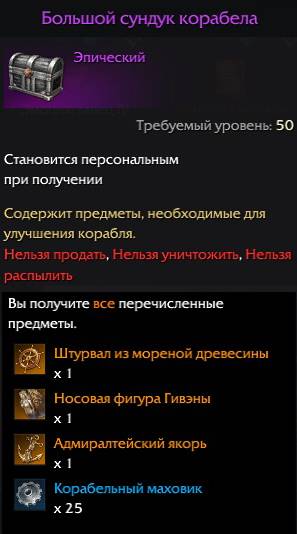 Большой сундук корабела
Эпический
Требуемый уровень: 50
Становится персональным
при получении
Содержит предметы, необходимые для
улучшения корабля.
Нельзя продать, Нельзя уничтожить, Нельзя
распылить
Вы получите все перечисленные
предметы.
Штурвал из мореной древесины
x 1
Носовая фигура Гивэны
x 1
Адмиралтейский якорь
x 1
Корабельный маховик
x 25